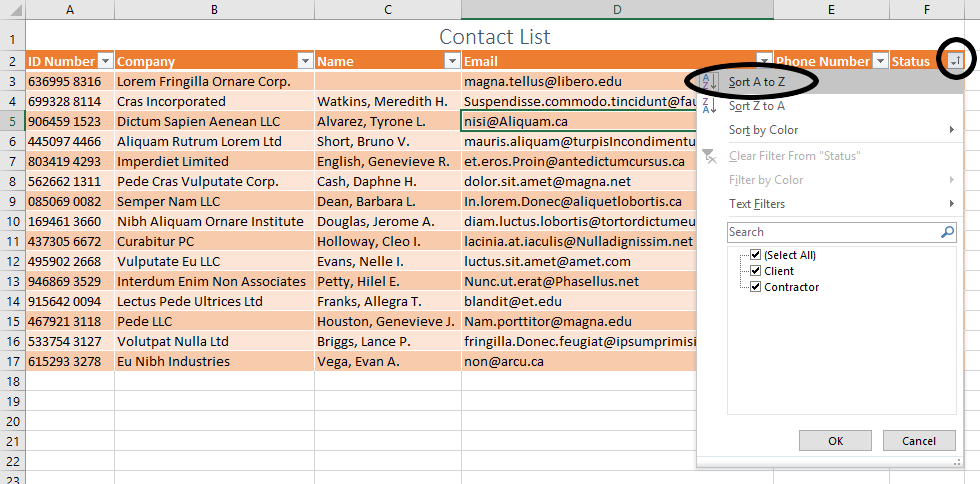 A B C D E F
1 Contact List
2 ID Number Company Name Email Phone Number Status
3 636995 8316 Lorem Fringilla Ornare Corp. magna.tellus@libero.edu
4 699328 8114 Cras Incorporated Watkins, Meredith H. Suspendisse.commodo.tincidunt@fau
5 906459 1523 Dictum Sapien Aenean LLC Alvarez, Tyrone L. nisi@Aliquam.ca
6 445097 4466 Aliquam Rutrum Lorem Ltd Short, Bruno V. mauris.aliquam@turpisIncondimentu
7 803419 4293 Imperdiet Limited English, Genevieve R. et.eros.Proin@antedictumcursus.ca
8 562662 1311 Pede Cras Vulputate Corp. Cash, Daphne H. dolor.sit.amet@magna.net
9 085069 0082 Semper Nam LLC Dean, Barbara L. In.lorem.Donec@aliquetlobortis.ca
10 169461 3660 Nibh Aliquam Ornare Institute Douglas, Jerome A. diam.luctus.lobortis@tortordictumeu
11 437305 6672 Curabitur PC Holloway, Cleo I. lacinia.at.iaculis@Nulladignissim.net
12 495902 2668 Vulputate Eu LLC Evans, Nelle I. luctus.sit.amet@amet.com
13 946869 3529 Interdum Enim Non Associates Petty, Hilel E. Nunc.ut.erat@Phasellus.net
14 915642 0094 Lectus Pede Ultrices Ltd Franks, Allegra T. blandit@et.edu
15 467921 3118 Pede LLC Houston, Genevieve J. Nam.porttitor@magna.edu
16 533754 3127 Volutpat Nulla Ltd Briggs, Lance P. fringilla.Donec.feugiat@ipsumprimisi
17 615293 3278 Eu Nibh Industries Vega, Evan A. non@arcu.ca
18
19
20
21
22
23
Sort A to Z
Sort Z to A
Sort by Color
Clear Filter From "Status"
Filter by Color
Text Filters
Search
(Select All)
Client
Contractor
OK Cancel